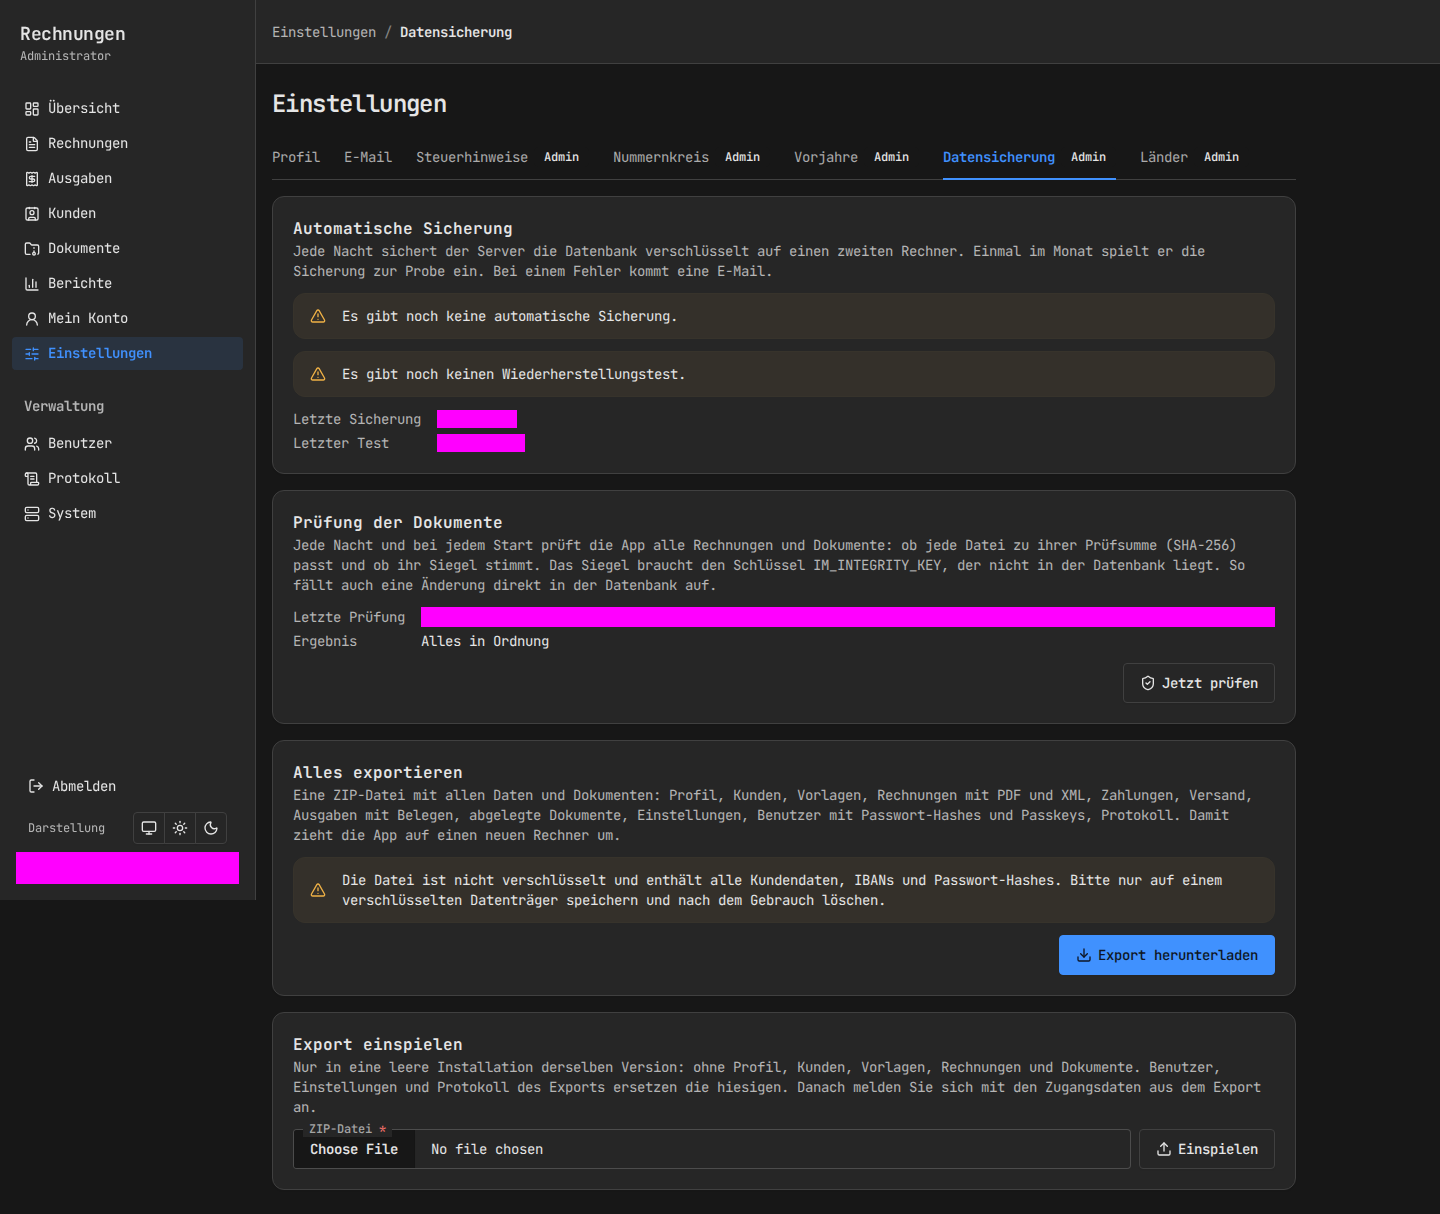 Rechnungen
Administrator
Übersicht
Rechnungen
Ausgaben
Kunden
Dokumente
Berichte
Mein Konto
Einstellungen
Verwaltung
Benutzer
Protokoll
System
Abmelden
Darstellung
Einstellungen / Datensicherung
Einstellungen
Profil E-Mail Steuerhinweise Admin Nummernkreis Admin Vorjahre Admin Datensicherung Admin Länder Admin
Automatische Sicherung
Jede Nacht sichert der Server die Datenbank verschlüsselt auf einen zweiten Rechner. Einmal im Monat spielt er die
Sicherung zur Probe ein. Bei einem Fehler kommt eine E-Mail.
Es gibt noch keine automatische Sicherung.
Es gibt noch keinen Wiederherstellungstest.
Letzte Sicherung
Letzter Test
Prüfung der Dokumente
Jede Nacht und bei jedem Start prüft die App alle Rechnungen und Dokumente: ob jede Datei zu ihrer Prüfsumme (SHA-256)
passt und ob ihr Siegel stimmt. Das Siegel braucht den Schlüssel IM_INTEGRITY_KEY, der nicht in der Datenbank liegt. So
fällt auch eine Änderung direkt in der Datenbank auf.
Letzte Prüfung
Ergebnis Alles in Ordnung
Jetzt prüfen
Alles exportieren
Eine ZIP-Datei mit allen Daten und Dokumenten: Profil, Kunden, Vorlagen, Rechnungen mit PDF und XML, Zahlungen, Versand,
Ausgaben mit Belegen, abgelegte Dokumente, Einstellungen, Benutzer mit Passwort-Hashes und Passkeys, Protokoll. Damit
zieht die App auf einen neuen Rechner um.
Die Datei ist nicht verschlüsselt und enthält alle Kundendaten, IBANs und Passwort-Hashes. Bitte nur auf einem
verschlüsselten Datenträger speichern und nach dem Gebrauch löschen.
Export herunterladen
Export einspielen
Nur in eine leere Installation derselben Version: ohne Profil, Kunden, Vorlagen, Rechnungen und Dokumente. Benutzer,
Einstellungen und Protokoll des Exports ersetzen die hiesigen. Danach melden Sie sich mit den Zugangsdaten aus dem Export
an.
ZIP-Datei *
Choose File No file chosen
Einspielen